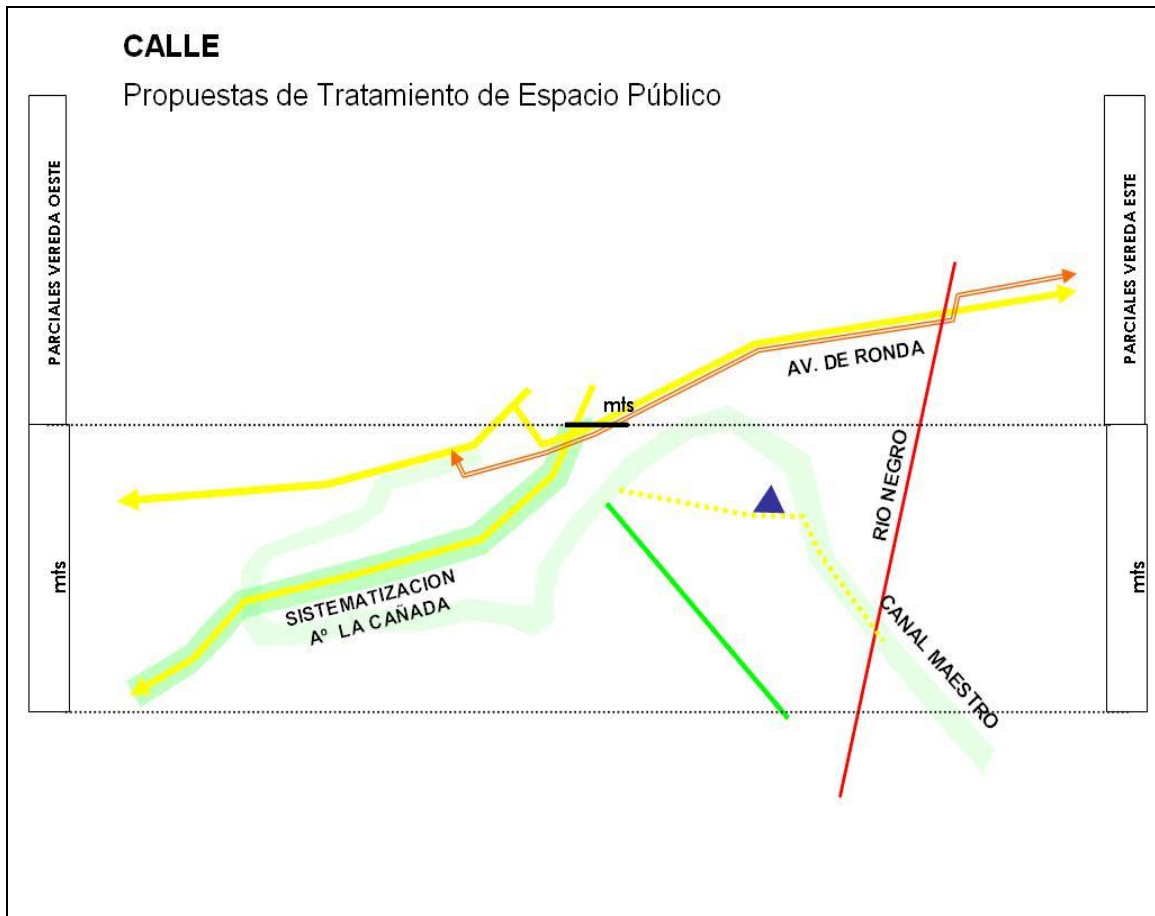 CALLE
Propuestas de Tratamiento de Espacio Público
PARCIALES VEREDA OESTE
PARCIALES VEREDA ESTE
AV. DE RONDA
mts
RIO NEGRO
mts
SISTEMATIZACION
Aº LA CAÑADA
CANAL MAESTRO
mts